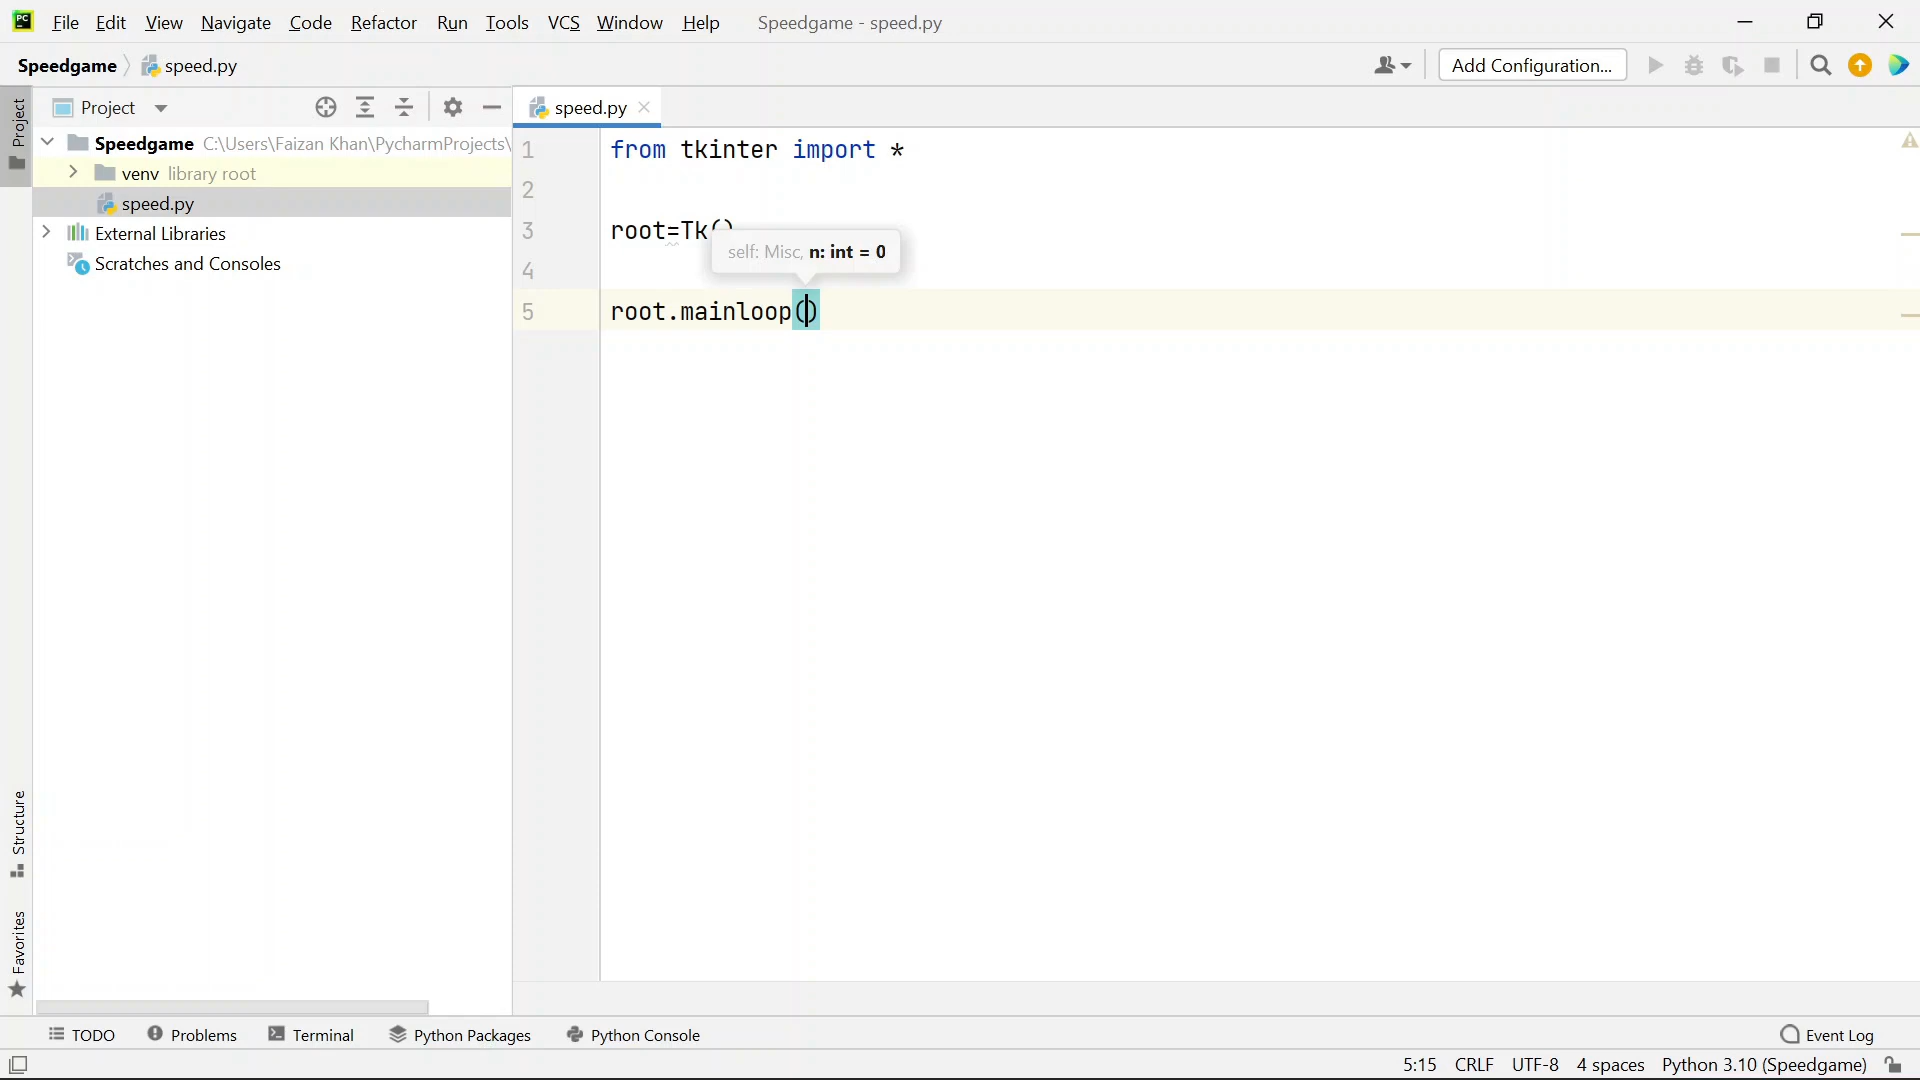 PC File Edit View Navigate Code Refactor Run Tools VCS Window Help Speedgame - speed.py
Speedgame speed.py Add Configuration...
Project speed.py
Project
Speedgame C:\Users\Faizan Khan\PycharmProjects\
venv library root
speed.py
External Libraries
Scratches and Consoles
1 from tkinter import *
2
3 root=Tk()
self: Misc, n: int = 0
4
5 root.mainloop()
Structure
Favorites
TODO Problems Terminal Python Packages Python Console Event Log
5:15 CRLF UTF-8 4 spaces Python 3.10 (Speedgame)